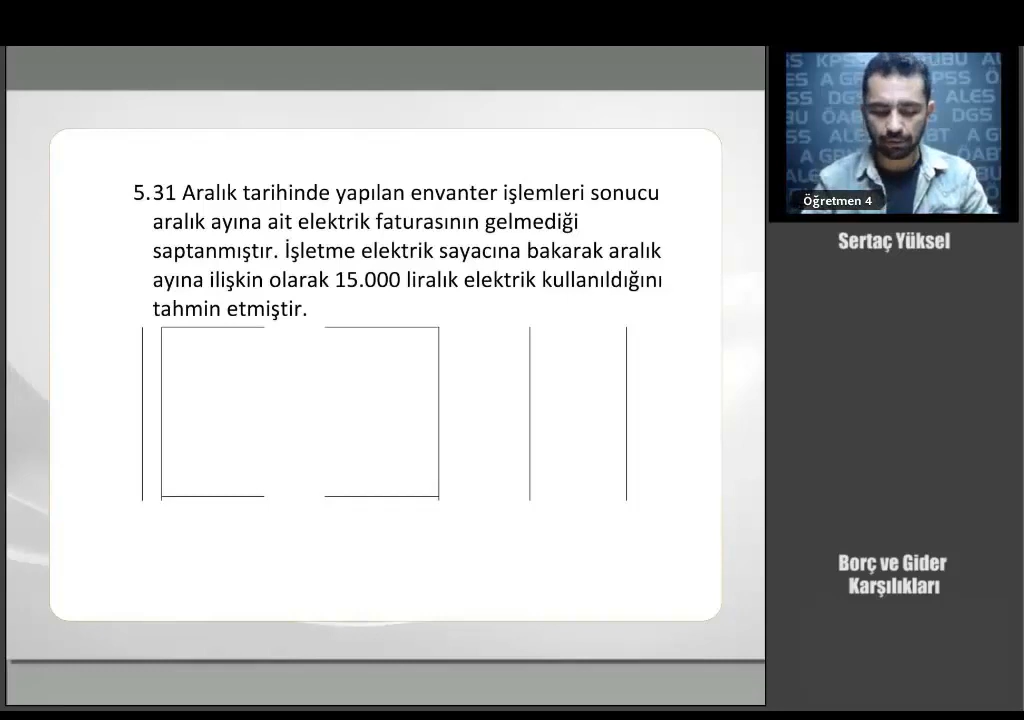 5.31 Aralık tarihinde yapılan envanter işlemleri sonucu
aralık ayına ait elektrik faturasının gelmediği
saptanmıştır. İşletme elektrik sayacına bakarak aralık
ayına ilişkin olarak 15.000 liralık elektrik kullanıldığını
tahmin etmiştir.
Öğretmen 4
Sertaç Yüksel
Borç ve Gider
Karşılıkları